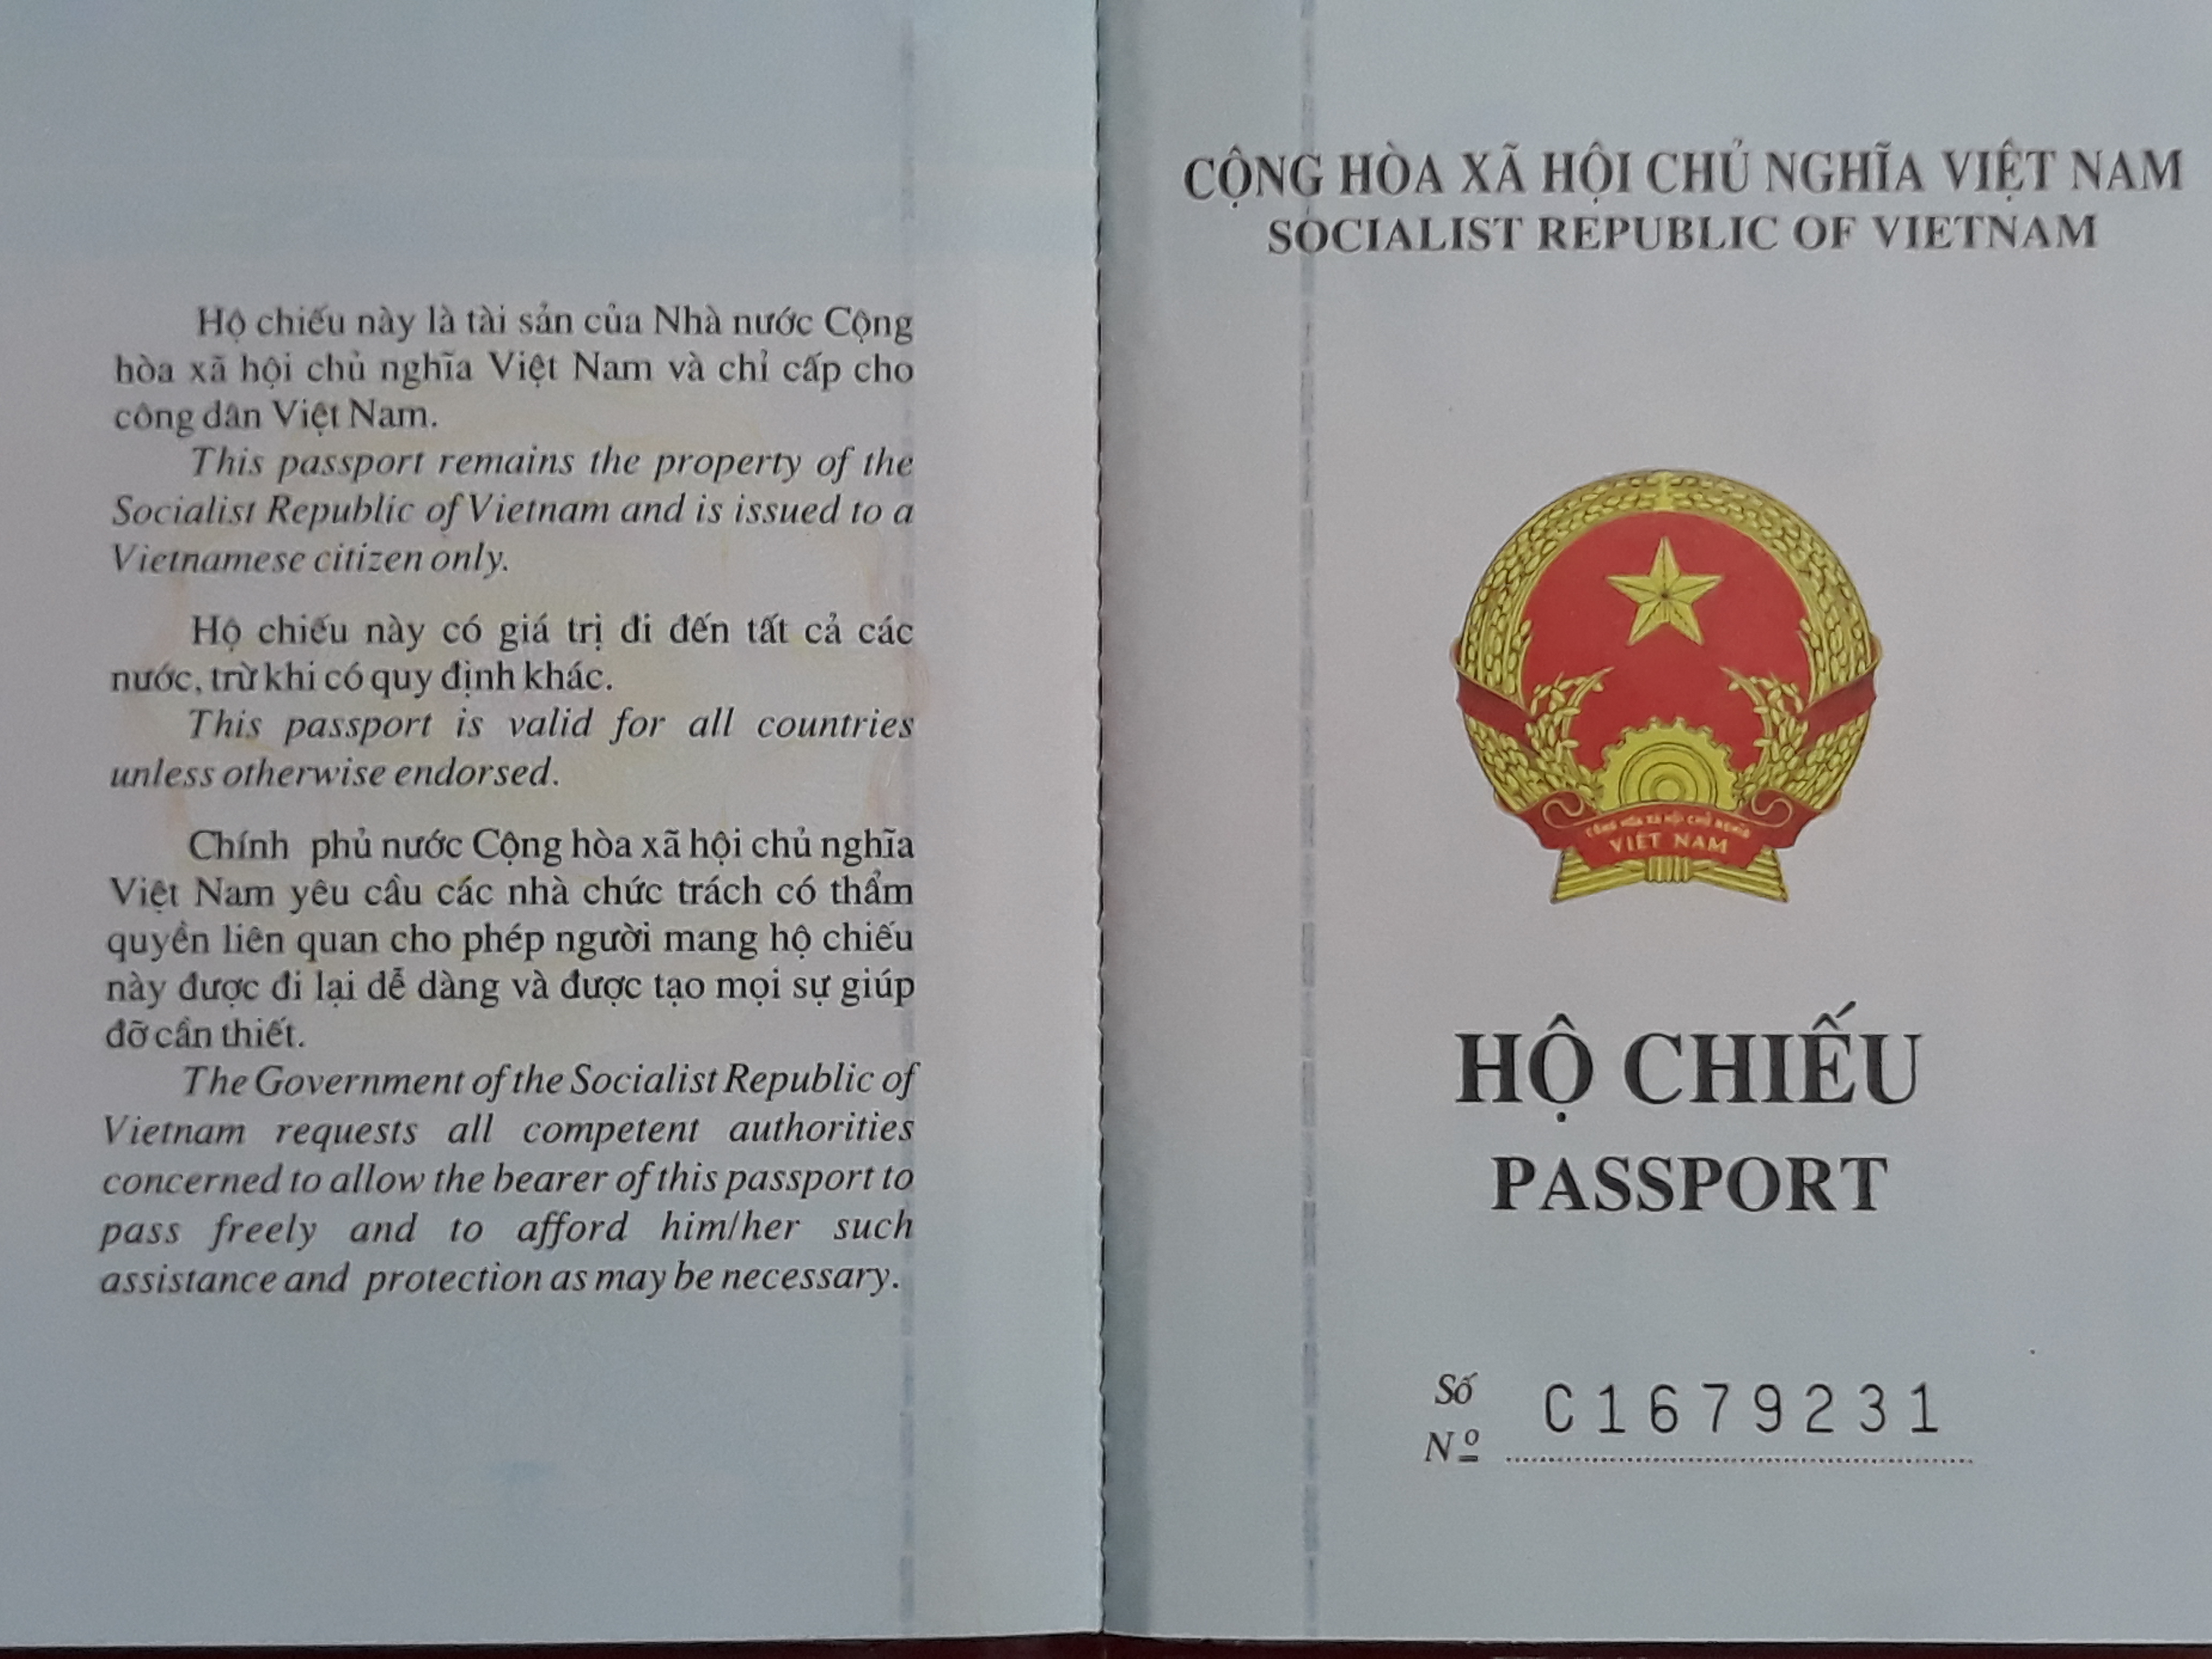 Hộ chiếu này là tài sản của Nhà nước Cộng
hòa xã hội chủ nghĩa Việt Nam và chỉ cấp cho
công dân Việt Nam.
This passport remains the property of the
Socialist Republic of Vietnam and is issued to a
Vietnamese citizen only.
Hộ chiếu này có giá trị đi đến tất cả các
nước, trừ khi có quy định khác.
This passport is valid for all countries
unless otherwise endorsed.
Chính phủ nước Cộng hòa xã hội chủ nghĩa
Việt Nam yêu cầu các nhà chức trách có thẩm
quyền liên quan cho phép người mang hộ chiếu
này được đi lại dễ dàng và được tạo mọi sự giúp
đỡ cần thiết.
The Government of the Socialist Republic of
Vietnam requests all competent authorities
concerned to allow the bearer of this passport to
pass freely and to afford him/her such
assistance and protection as may be necessary.
CỘNG HÒA XÃ HỘI CHỦ NGHĨA VIỆT NAM
SOCIALIST REPUBLIC OF VIETNAM
CỘNG HÒA XÃ HỘI CHỦ NGHĨA
VIỆT NAM
HỘ CHIẾU
PASSPORT
Số
Nº C1679231